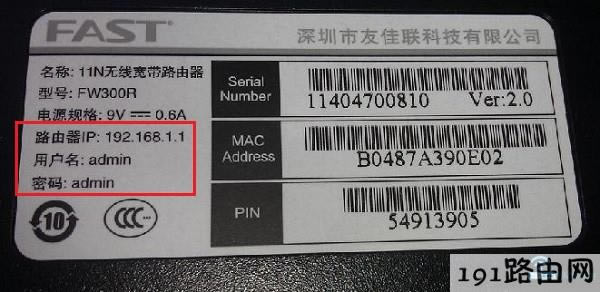 FAST®
深圳市友佳联科技有限公司
名称: 11N无线宽带路由器
型号: FW300R
电源规格: 9V 0.6A
路由器IP: 192.168.1.1
用户名: admin
密码: admin
10
CCC
Serial
Number
11404700810 Ver:2.0
MAC
Address
B0487A390E02
PIN
54913905
191路由网